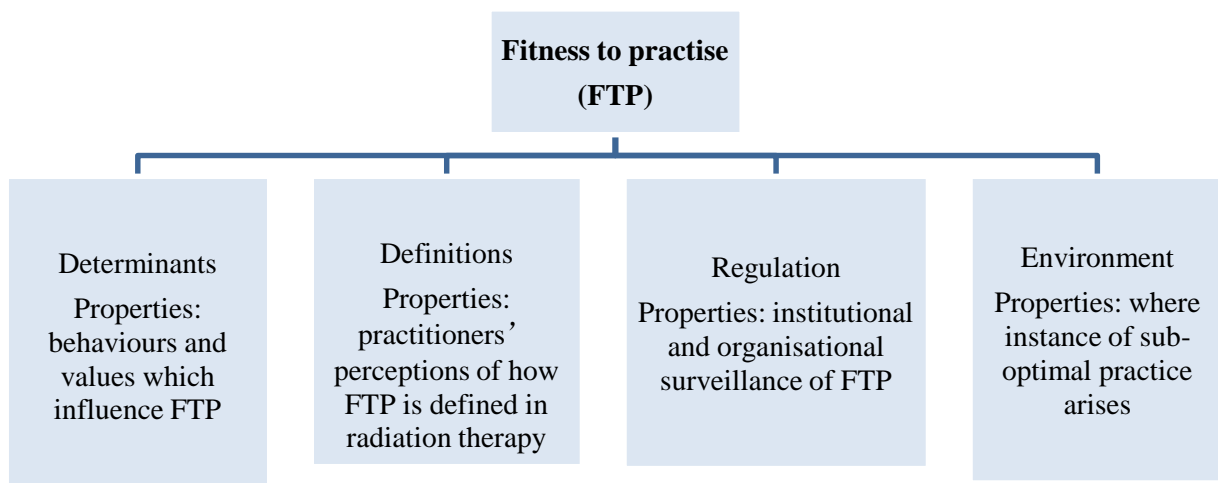 Fitness to practise
(FTP)
Determinants
Properties:
behaviours and
values which
influence FTP
Definitions
Properties:
practitioners’
perceptions of how
FTP is defined in
radiation therapy
Regulation
Properties: institutional
and organisational
surveillance of FTP
Environment
Properties: where
instance of sub-
optimal practice
arises